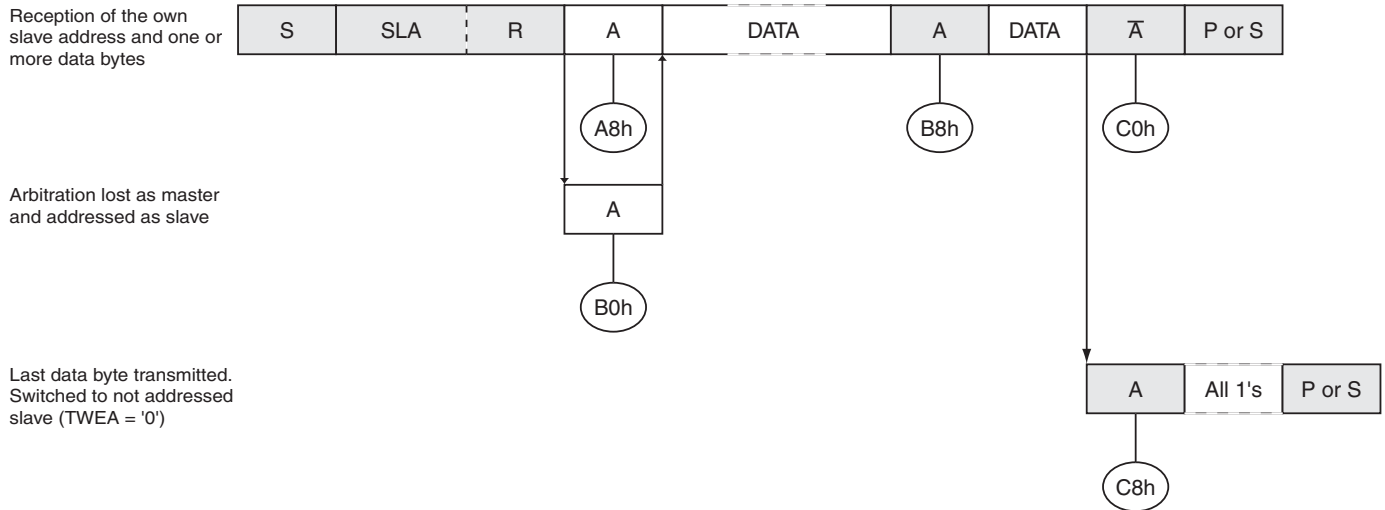 Reception of the own
slave address and one or
more data bytes
S SLA R A DATA A DATA A̅ P or S
A8h B8h C0h
Arbitration lost as master
and addressed as slave
A
B0h
Last data byte transmitted.
Switched to not addressed
slave (TWEA = '0')
A All 1's P or S
C8h